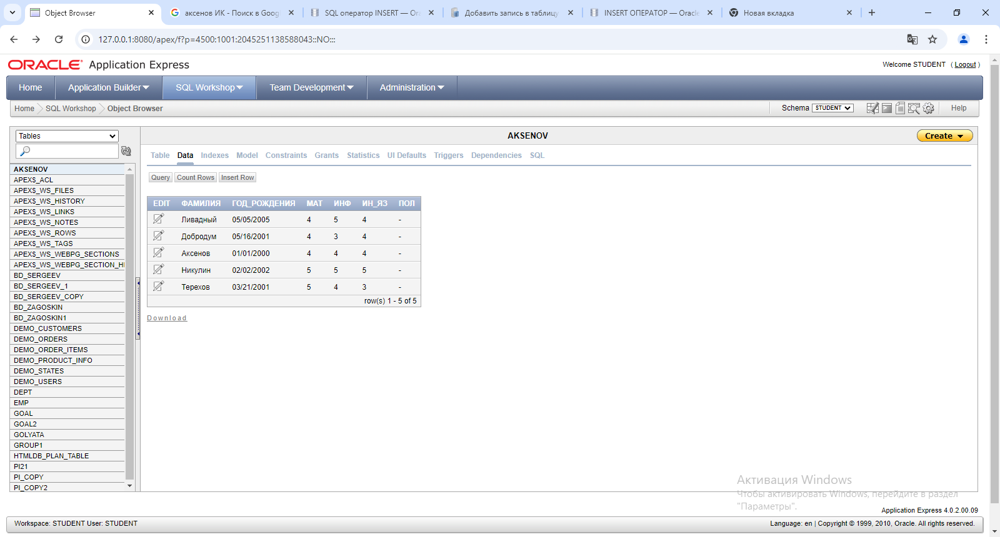 Object Browser
аксенов ИК - Поиск в Goog
SQL оператор INSERT — Ora
Добавить запись в таблицу
INSERT ОПЕРАТОР — Oracle
Новая вкладка
127.0.0.1:8080/apex/f?p=4500:1001:2045251138588043::NO:::
ORACLE Application Express
Welcome STUDENT ( Logout )
Home
Application Builder
SQL Workshop
Team Development
Administration
Home SQL Workshop Object Browser
Schema STUDENT
Help
Tables
AKSENOV
APEX$_ACL
APEX$_WS_FILES
APEX$_WS_HISTORY
APEX$_WS_LINKS
APEX$_WS_NOTES
APEX$_WS_ROWS
APEX$_WS_TAGS
APEX$_WS_WEBPG_SECTIONS
APEX$_WS_WEBPG_SECTION_HI
BD_SERGEEV
BD_SERGEEV_1
BD_SERGEEV_COPY
BD_ZAGOSKIN
BD_ZAGOSKIN1
DEMO_CUSTOMERS
DEMO_ORDERS
DEMO_ORDER_ITEMS
DEMO_PRODUCT_INFO
DEMO_STATES
DEMO_USERS
DEPT
EMP
GOAL
GOAL2
GOLYATA
GROUP1
HTMLDB_PLAN_TABLE
PI21
PI_COPY
PI_COPY2
AKSENOV
Create
Table Data Indexes Model Constraints Grants Statistics UI Defaults Triggers Dependencies SQL
Query Count Rows Insert Row
EDIT ФАМИЛИЯ ГОД_РОЖДЕНИЯ МАТ ИНФ ИН_ЯЗ ПОЛ
Ливадный 05/05/2005 4 5 4 -
Добродум 05/16/2001 4 3 4 -
Аксенов 01/01/2000 4 4 4 -
Никулин 02/02/2002 5 5 5 -
Терехов 03/21/2001 5 4 3 -
row(s) 1 - 5 of 5
Download
Активация Windows
Чтобы активировать Windows, перейдите в раздел
"Параметры".
Application Express 4.0.2.00.09
Workspace: STUDENT User: STUDENT
Language: en | Copyright © 1999, 2010, Oracle. All rights reserved.